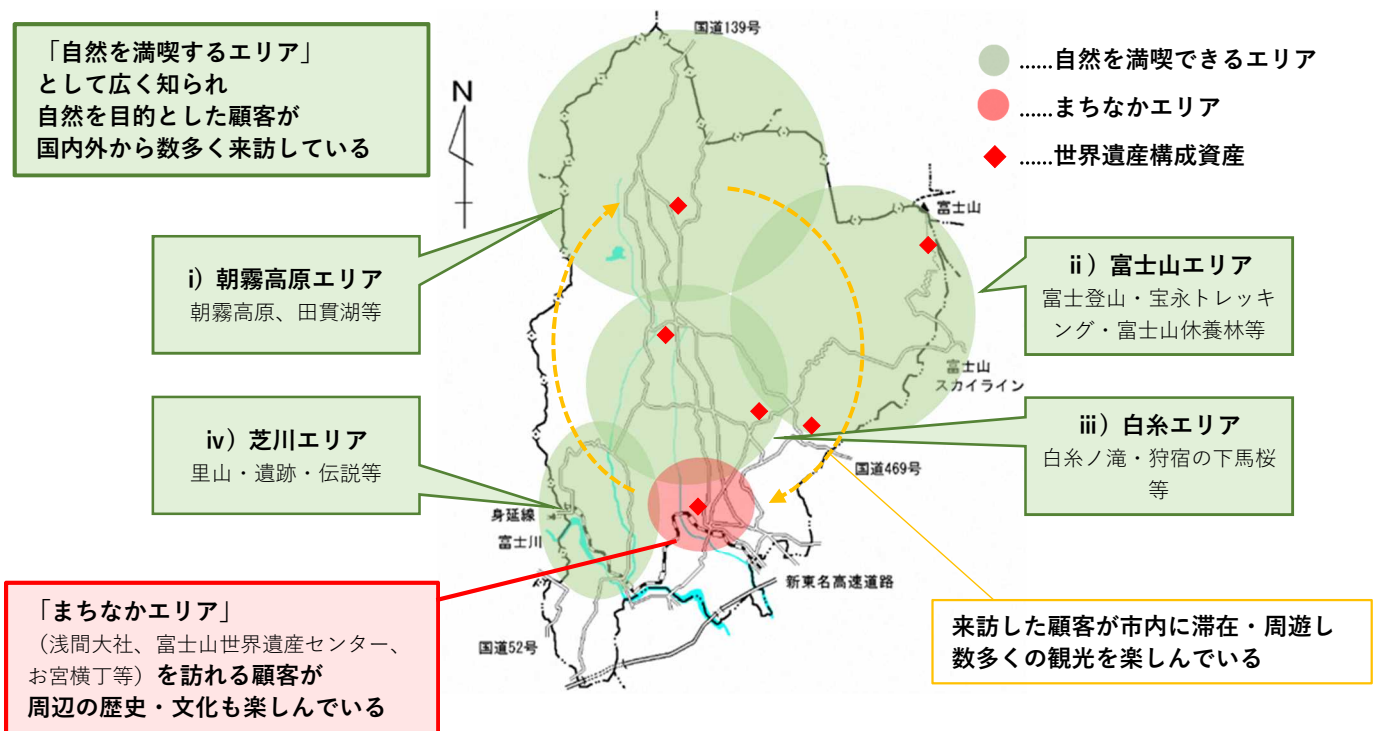 「自然を満喫するエリア」
として広く知られ
自然を目的とした顧客が
国内外から数多く来訪している
国道139号
......自然を満喫できるエリア
......まちなかエリア
......世界遺産構成資産
N
富士山
i）朝霧高原エリア
朝霧高原、田貫湖等
ⅱ）富士山エリア
富士登山・宝永トレッキ
ング・富士山休養林等
富士山
スカイライン
iv）芝川エリア
里山・遺跡・伝説等
iii）白糸エリア
白糸ノ滝・狩宿の下馬桜
等
国道469号
身延線
富士川
新東名高速道路
国道52号
「まちなかエリア」
（浅間大社、富士山世界遺産センター、
お宮横丁等）を訪れる顧客が
周辺の歴史・文化も楽しんでいる
来訪した顧客が市内に滞在・周遊し
数多くの観光を楽しんでいる